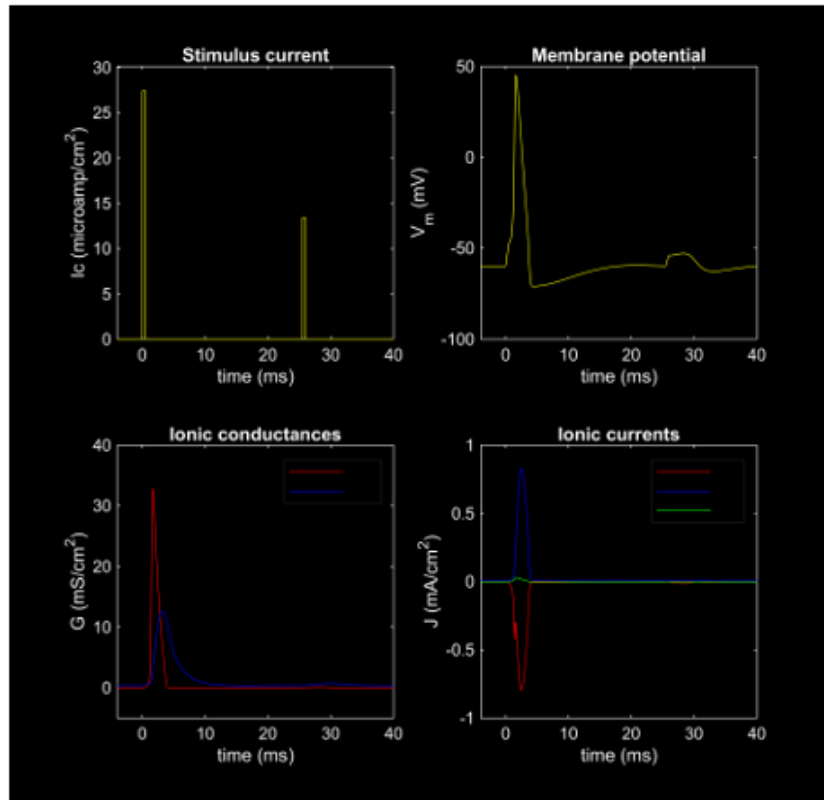 Stimulus current
30
25
20
15
10
5
0
Ic (microamp/cm²)
0 10 20 30 40
time (ms)
Membrane potential
50
0
-50
-100
V_m (mV)
0 10 20 30 40
time (ms)
Ionic conductances
40
30
20
10
0
G (mS/cm²)
0 10 20 30 40
time (ms)
Ionic currents
1
0.5
0
-0.5
-1
J (mA/cm²)
0 10 20 30 40
time (ms)